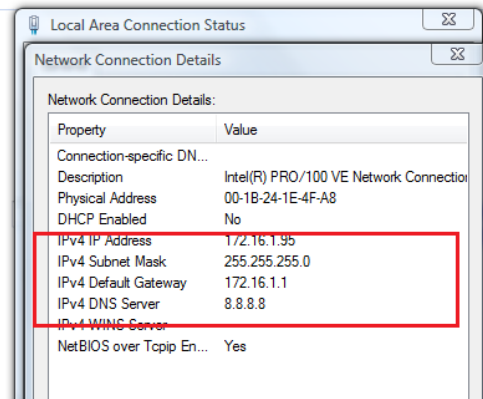 Local Area Connection Status
Network Connection Details
Network Connection Details:
Property Value
Connection-specific DN...
Description Intel(R) PRO/100 VE Network Connection
Physical Address 00-1B-24-1E-4F-A8
DHCP Enabled No
IPv4 IP Address 172.16.1.95
IPv4 Subnet Mask 255.255.255.0
IPv4 Default Gateway 172.16.1.1
IPv4 DNS Server 8.8.8.8
IPv4 WINS Server
NetBIOS over Tcpip En... Yes